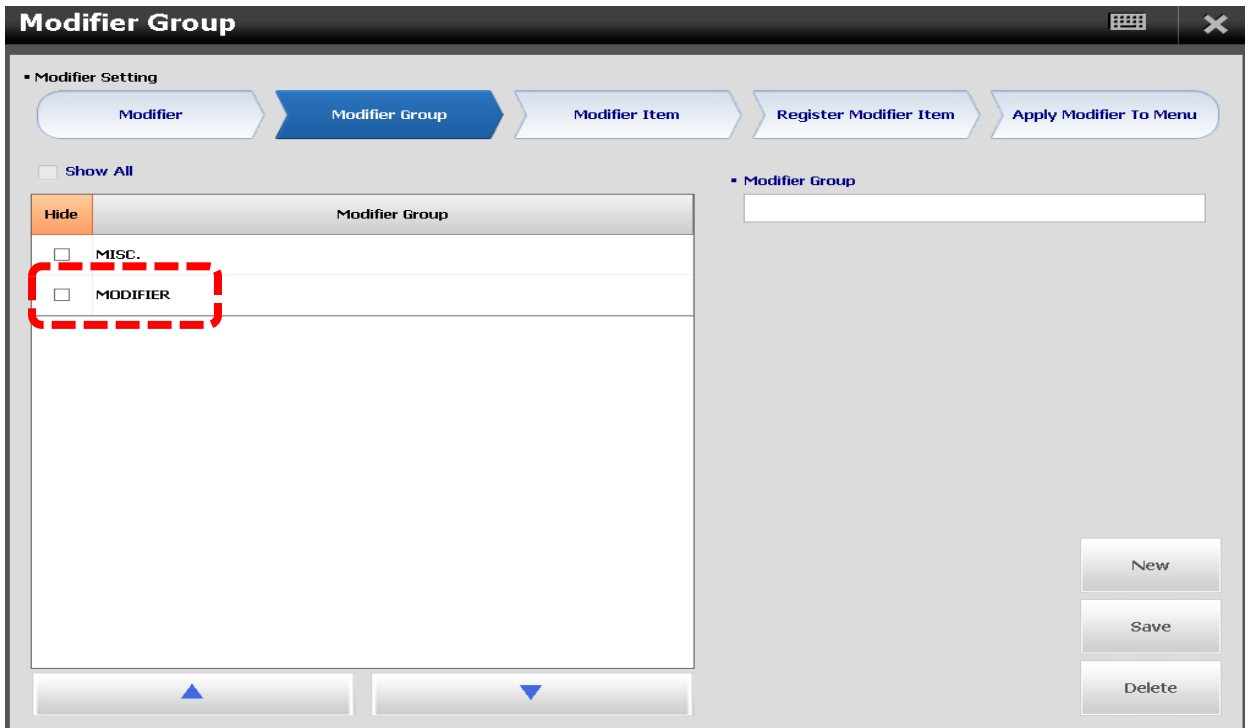 Modifier Group
▪ Modifier Setting
Modifier
Modifier Group
Modifier Item
Register Modifier Item
Apply Modifier To Menu
Show All
▪ Modifier Group
Hide
Modifier Group
MISC.
MODIFIER
New
Save
Delete